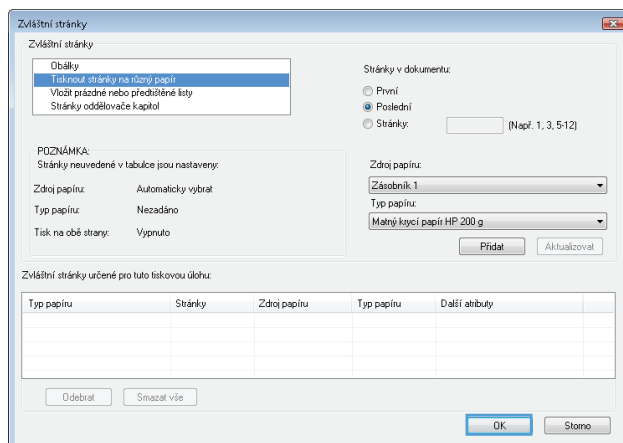 Zvláštní stránky
Zvláštní stránky
Obálky
Tisknout stránky na různý papír
Vložit prázdné nebo předtištěné listy
Stránky oddělovače kapitol
Stránky v dokumentu:
První
Poslední
Stránky: (Např. 1, 3, 5-12)
POZNÁMKA:
Stránky neuvedené v tabulce jsou nastaveny:
Zdroj papíru: Automaticky vybrat
Typ papíru: Nezadáno
Tisk na obě strany: Vypnuto
Zdroj papíru:
Zásobník 1
Typ papíru:
Matný krycí papír HP 200 g
Přidat Aktualizovat
Zvláštní stránky určené pro tuto tiskovou úlohu:
Typ papíru Stránky Zdroj papíru Typ papíru Další atributy
Odebrat Smazat vše
OK Storno